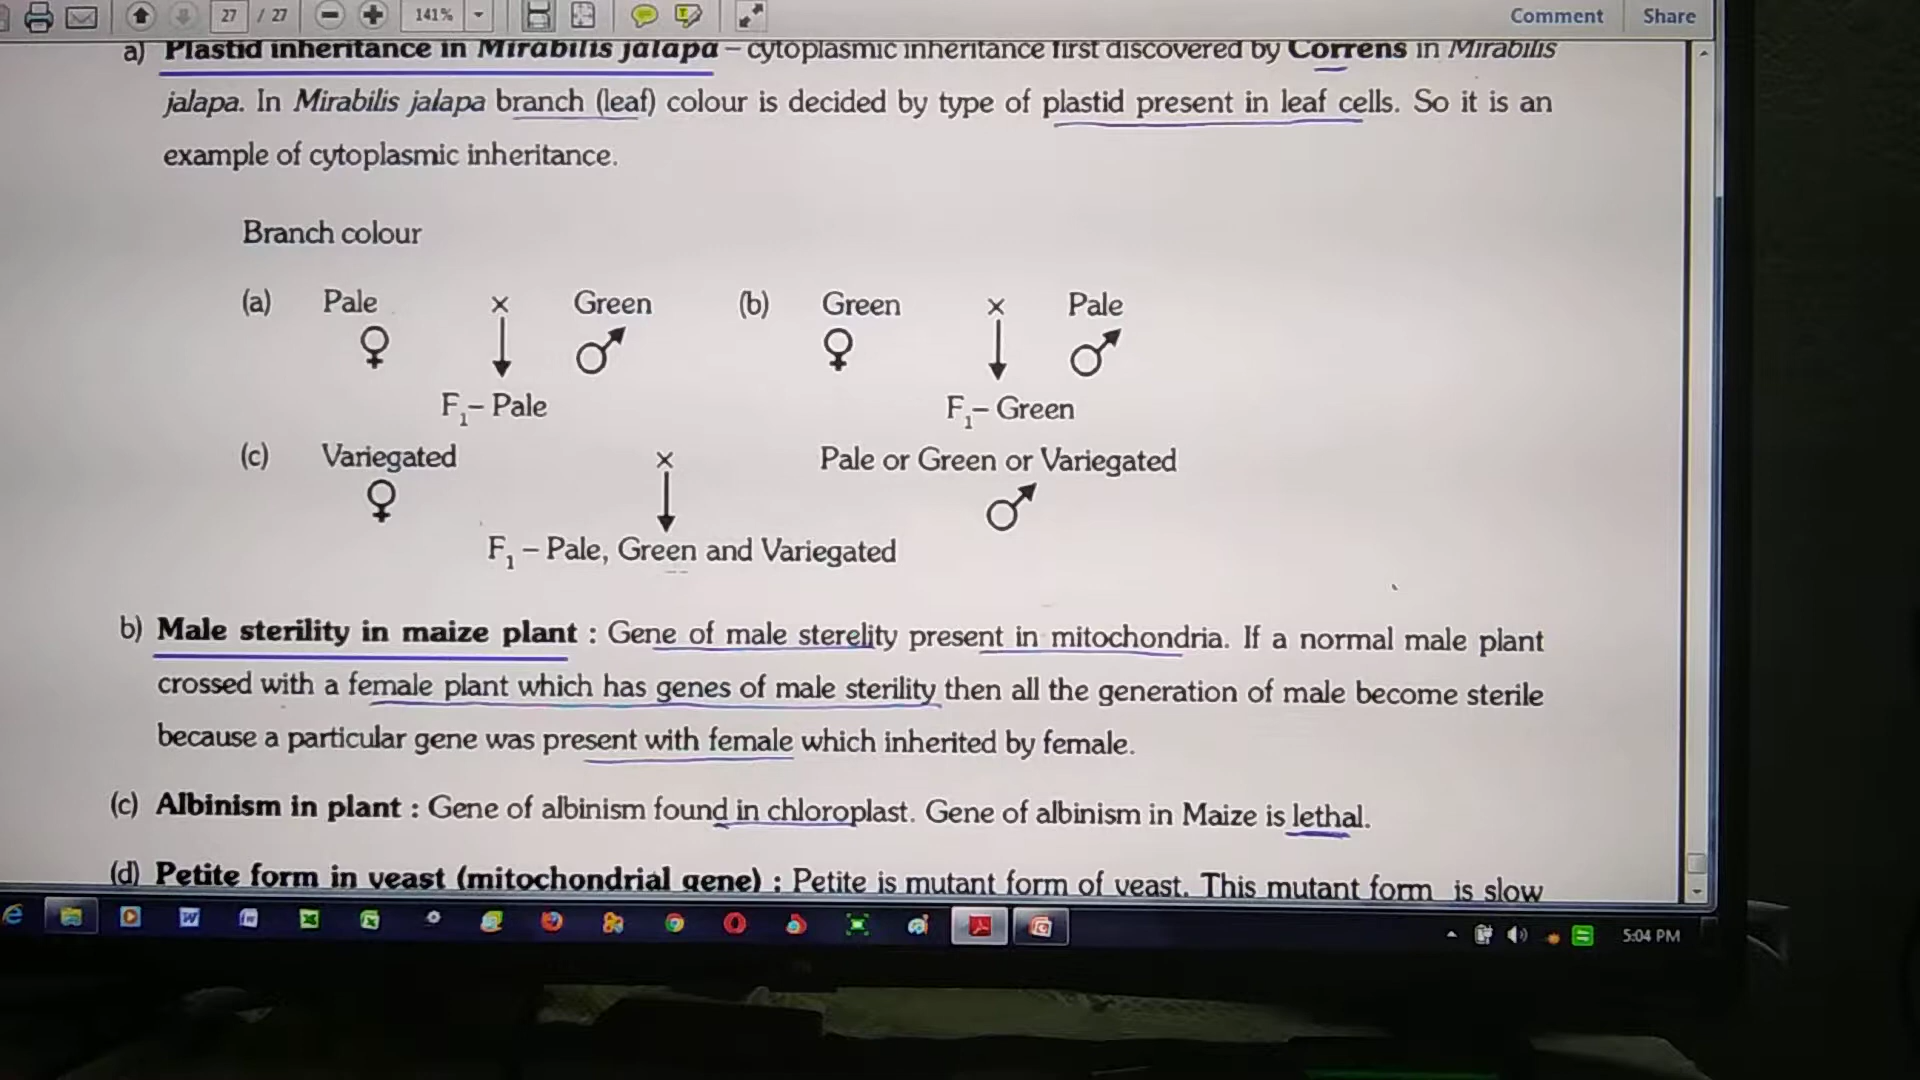 27 / 27 141% Comment Share
a) Plastid inheritance in Mirabilis jalapa – cytoplasmic inheritance first discovered by Correns in Mirabilis
jalapa. In Mirabilis jalapa branch (leaf) colour is decided by type of plastid present in leaf cells. So it is an
example of cytoplasmic inheritance.
Branch colour
(a) Pale × Green (b) Green × Pale
♀ ♂ ♀ ♂
F₁– Pale F₁– Green
(c) Variegated × Pale or Green or Variegated
♀ ♂
F₁ – Pale, Green and Variegated
b) Male sterility in maize plant : Gene of male sterelity present in mitochondria. If a normal male plant
crossed with a female plant which has genes of male sterility then all the generation of male become sterile
because a particular gene was present with female which inherited by female.
(c) Albinism in plant : Gene of albinism found in chloroplast. Gene of albinism in Maize is lethal.
(d) Petite form in yeast (mitochondrial gene) : Petite is mutant form of yeast. This mutant form is slow
5:04 PM